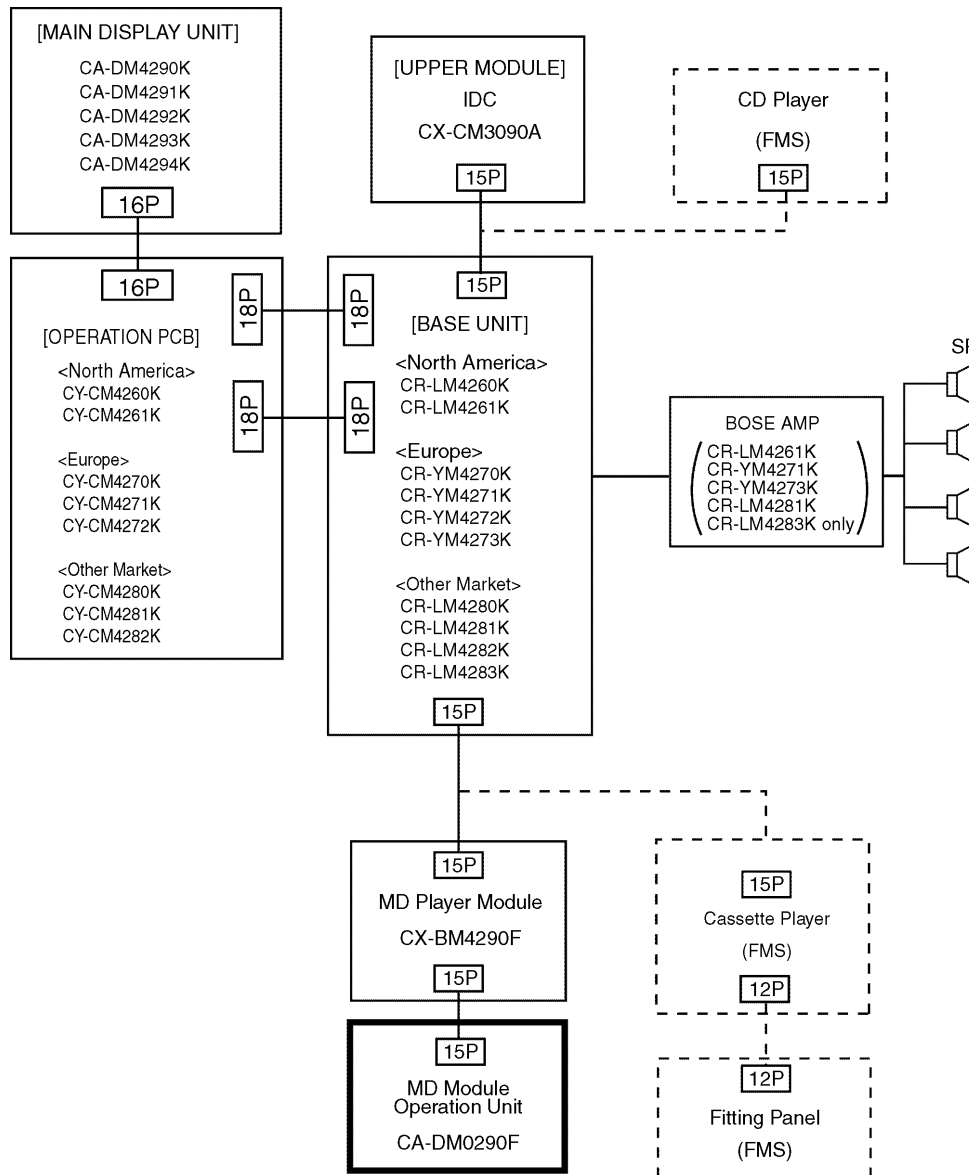 [MAIN DISPLAY UNIT]
CA-DM4290K
CA-DM4291K
CA-DM4292K
CA-DM4293K
CA-DM4294K
16P
[UPPER MODULE]
IDC
CX-CM3090A
15P
CD Player
(FMS)
15P
16P
[OPERATION PCB]
<North America>
CY-CM4260K
CY-CM4261K
<Europe>
CY-CM4270K
CY-CM4271K
CY-CM4272K
<Other Market>
CY-CM4280K
CY-CM4281K
CY-CM4282K
18P
18P
18P
18P
15P
[BASE UNIT]
<North America>
CR-LM4260K
CR-LM4261K
<Europe>
CR-YM4270K
CR-YM4271K
CR-YM4272K
CR-YM4273K
<Other Market>
CR-LM4280K
CR-LM4281K
CR-LM4282K
CR-LM4283K
15P
BOSE AMP
CR-LM4261K
CR-YM4271K
CR-YM4273K
CR-LM4281K
CR-LM4283K only
15P
MD Player Module
CX-BM4290F
15P
15P
MD Module
Operation Unit
CA-DM0290F
15P
Cassette Player
(FMS)
12P
12P
Fitting Panel
(FMS)